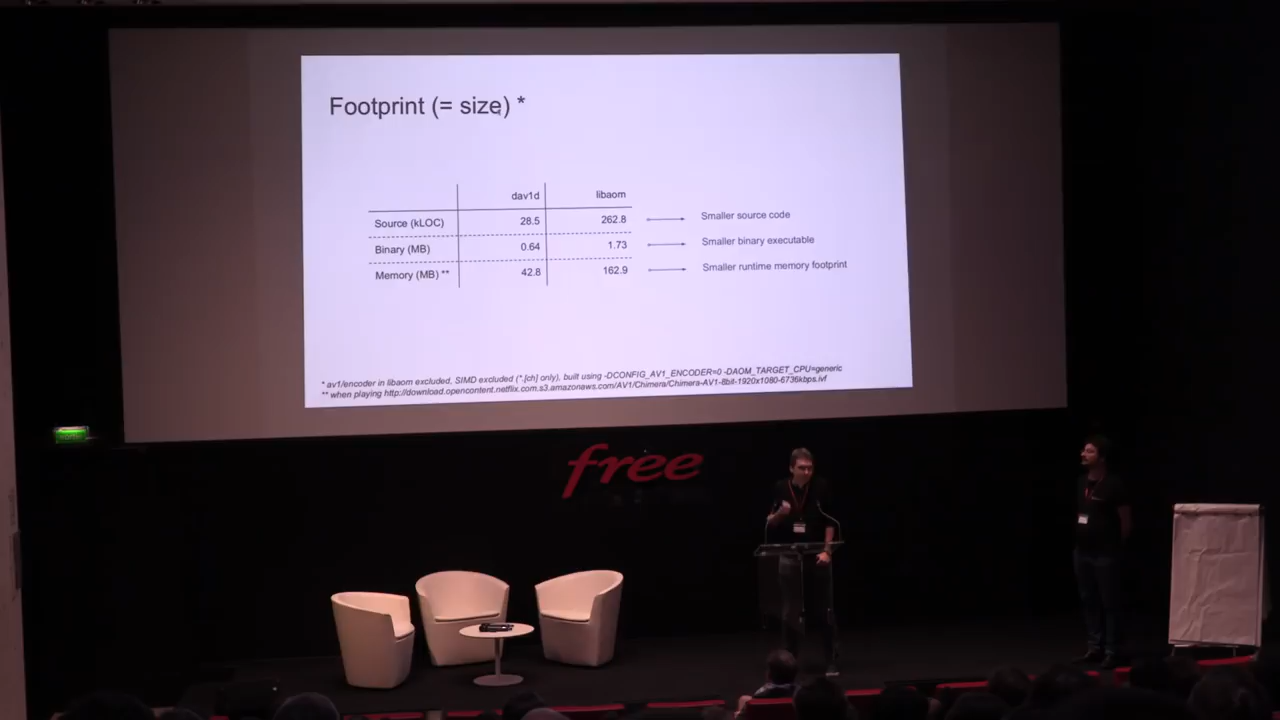 Footprint (= size) *
dav1d libaom
Source (kLOC) 28.5 262.8 Smaller source code
Binary (MB) 0.64 1.73 Smaller binary executable
Memory (MB) ** 42.8 162.9 Smaller runtime memory footprint
* av1/encoder in libaom excluded, SIMD excluded (*.[ch] only), built using -DCONFIG_AV1_ENCODER=0 -DAOM_TARGET_CPU=generic
** when playing http://download.opencontent.netflix.com.s3.amazonaws.com/AV1/Chimera/Chimera-AV1-8bit-1920x1080-6736kbps.ivf
free